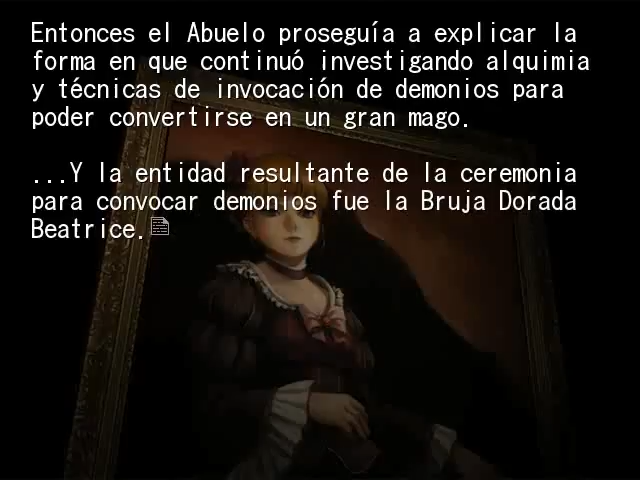 Entonces el Abuelo proseguía a explicar la
forma en que continuó investigando alquimia
y técnicas de invocación de demonios para
poder convertirse en un gran mago.
...Y la entidad resultante de la ceremonia
para convocar demonios fue la Bruja Dorada
Beatrice.